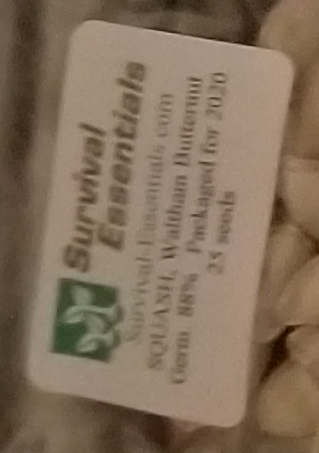 Survival
Essentials
Survival-Essentials.com
SQUASH, Waltham Butternut
Germ. 88% Packaged for 2020
25 seeds